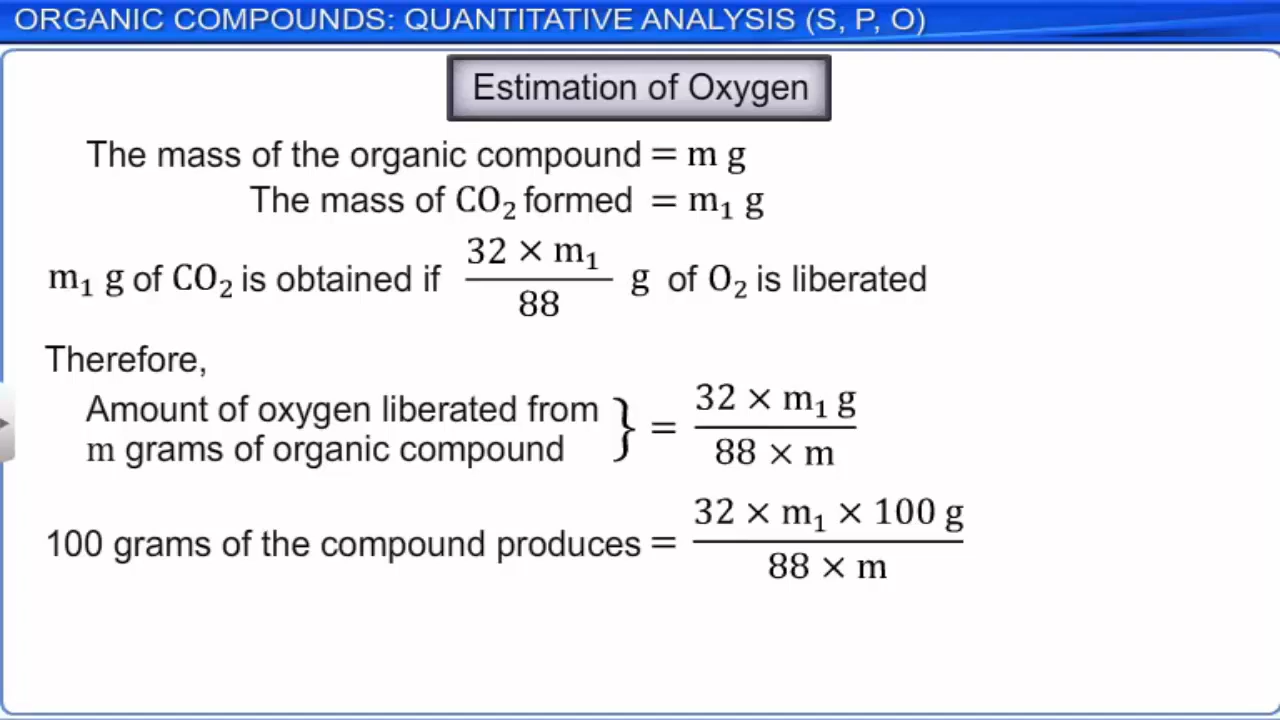 ORGANIC COMPOUNDS: QUANTITATIVE ANALYSIS (S, P, O)
Estimation of Oxygen
The mass of the organic compound = m g
The mass of CO₂ formed = m₁ g
m₁ g of CO₂ is obtained if (32 × m₁)/88 g of O₂ is liberated
Therefore,
Amount of oxygen liberated from
m grams of organic compound } = (32 × m₁ g)/(88 × m)
100 grams of the compound produces = (32 × m₁ × 100 g)/(88 × m)